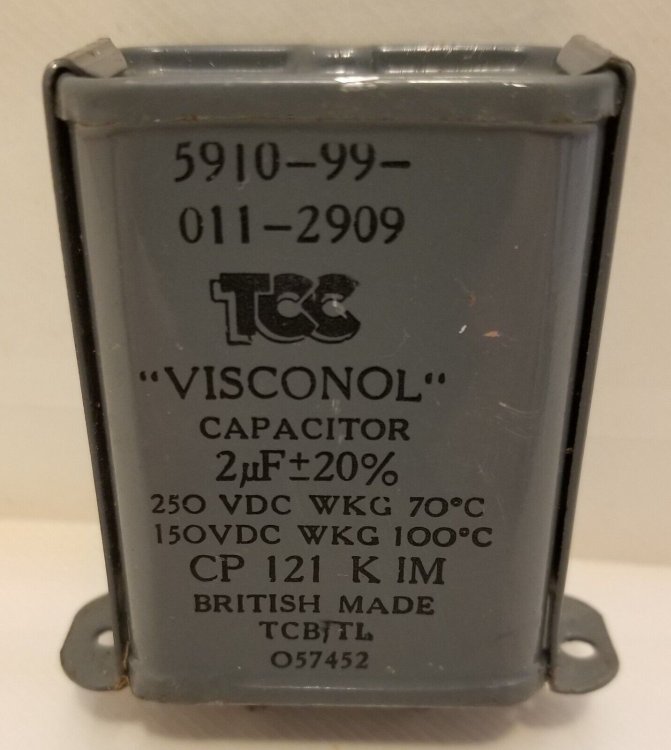 5910-99-
011-2909
TCC
"VISCONOL"
CAPACITOR
2µF±20%
250 VDC WKG 70°C
150VDC WKG 100°C
CP 121 K 1M
BRITISH MADE
TCB/TL
057452